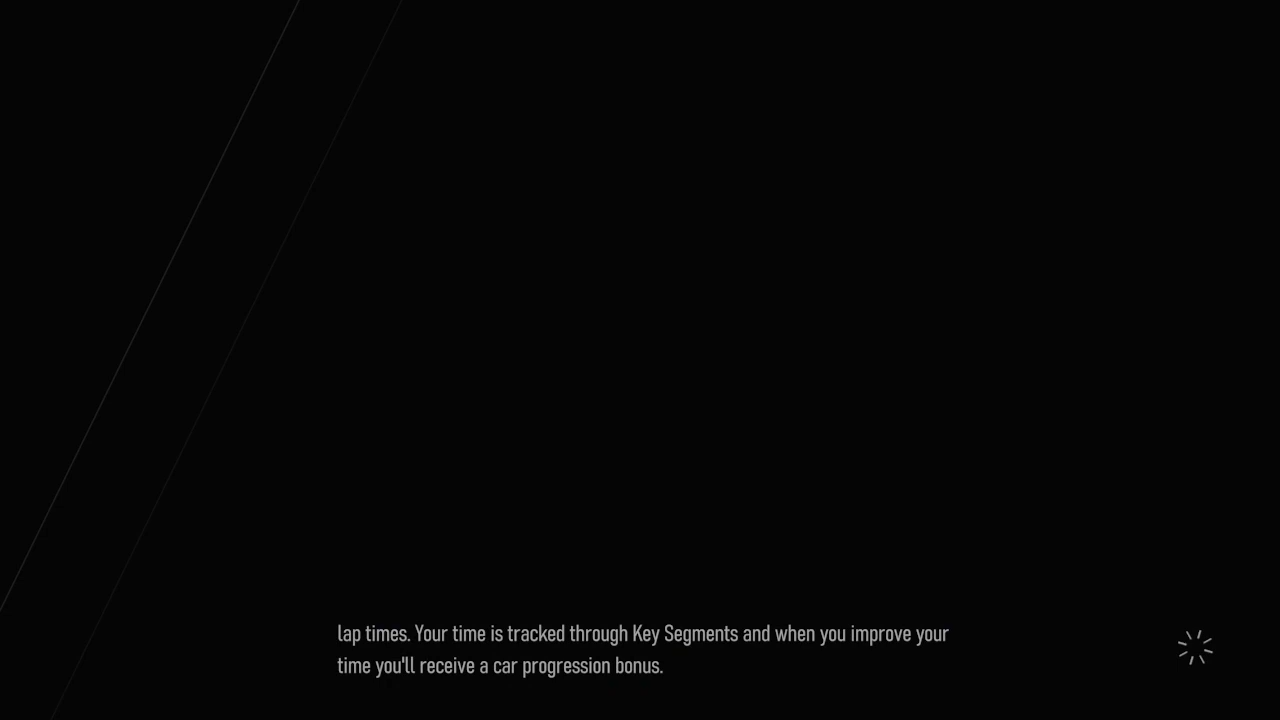 lap times. Your time is tracked through Key Segments and when you improve your
time you'll receive a car progression bonus.